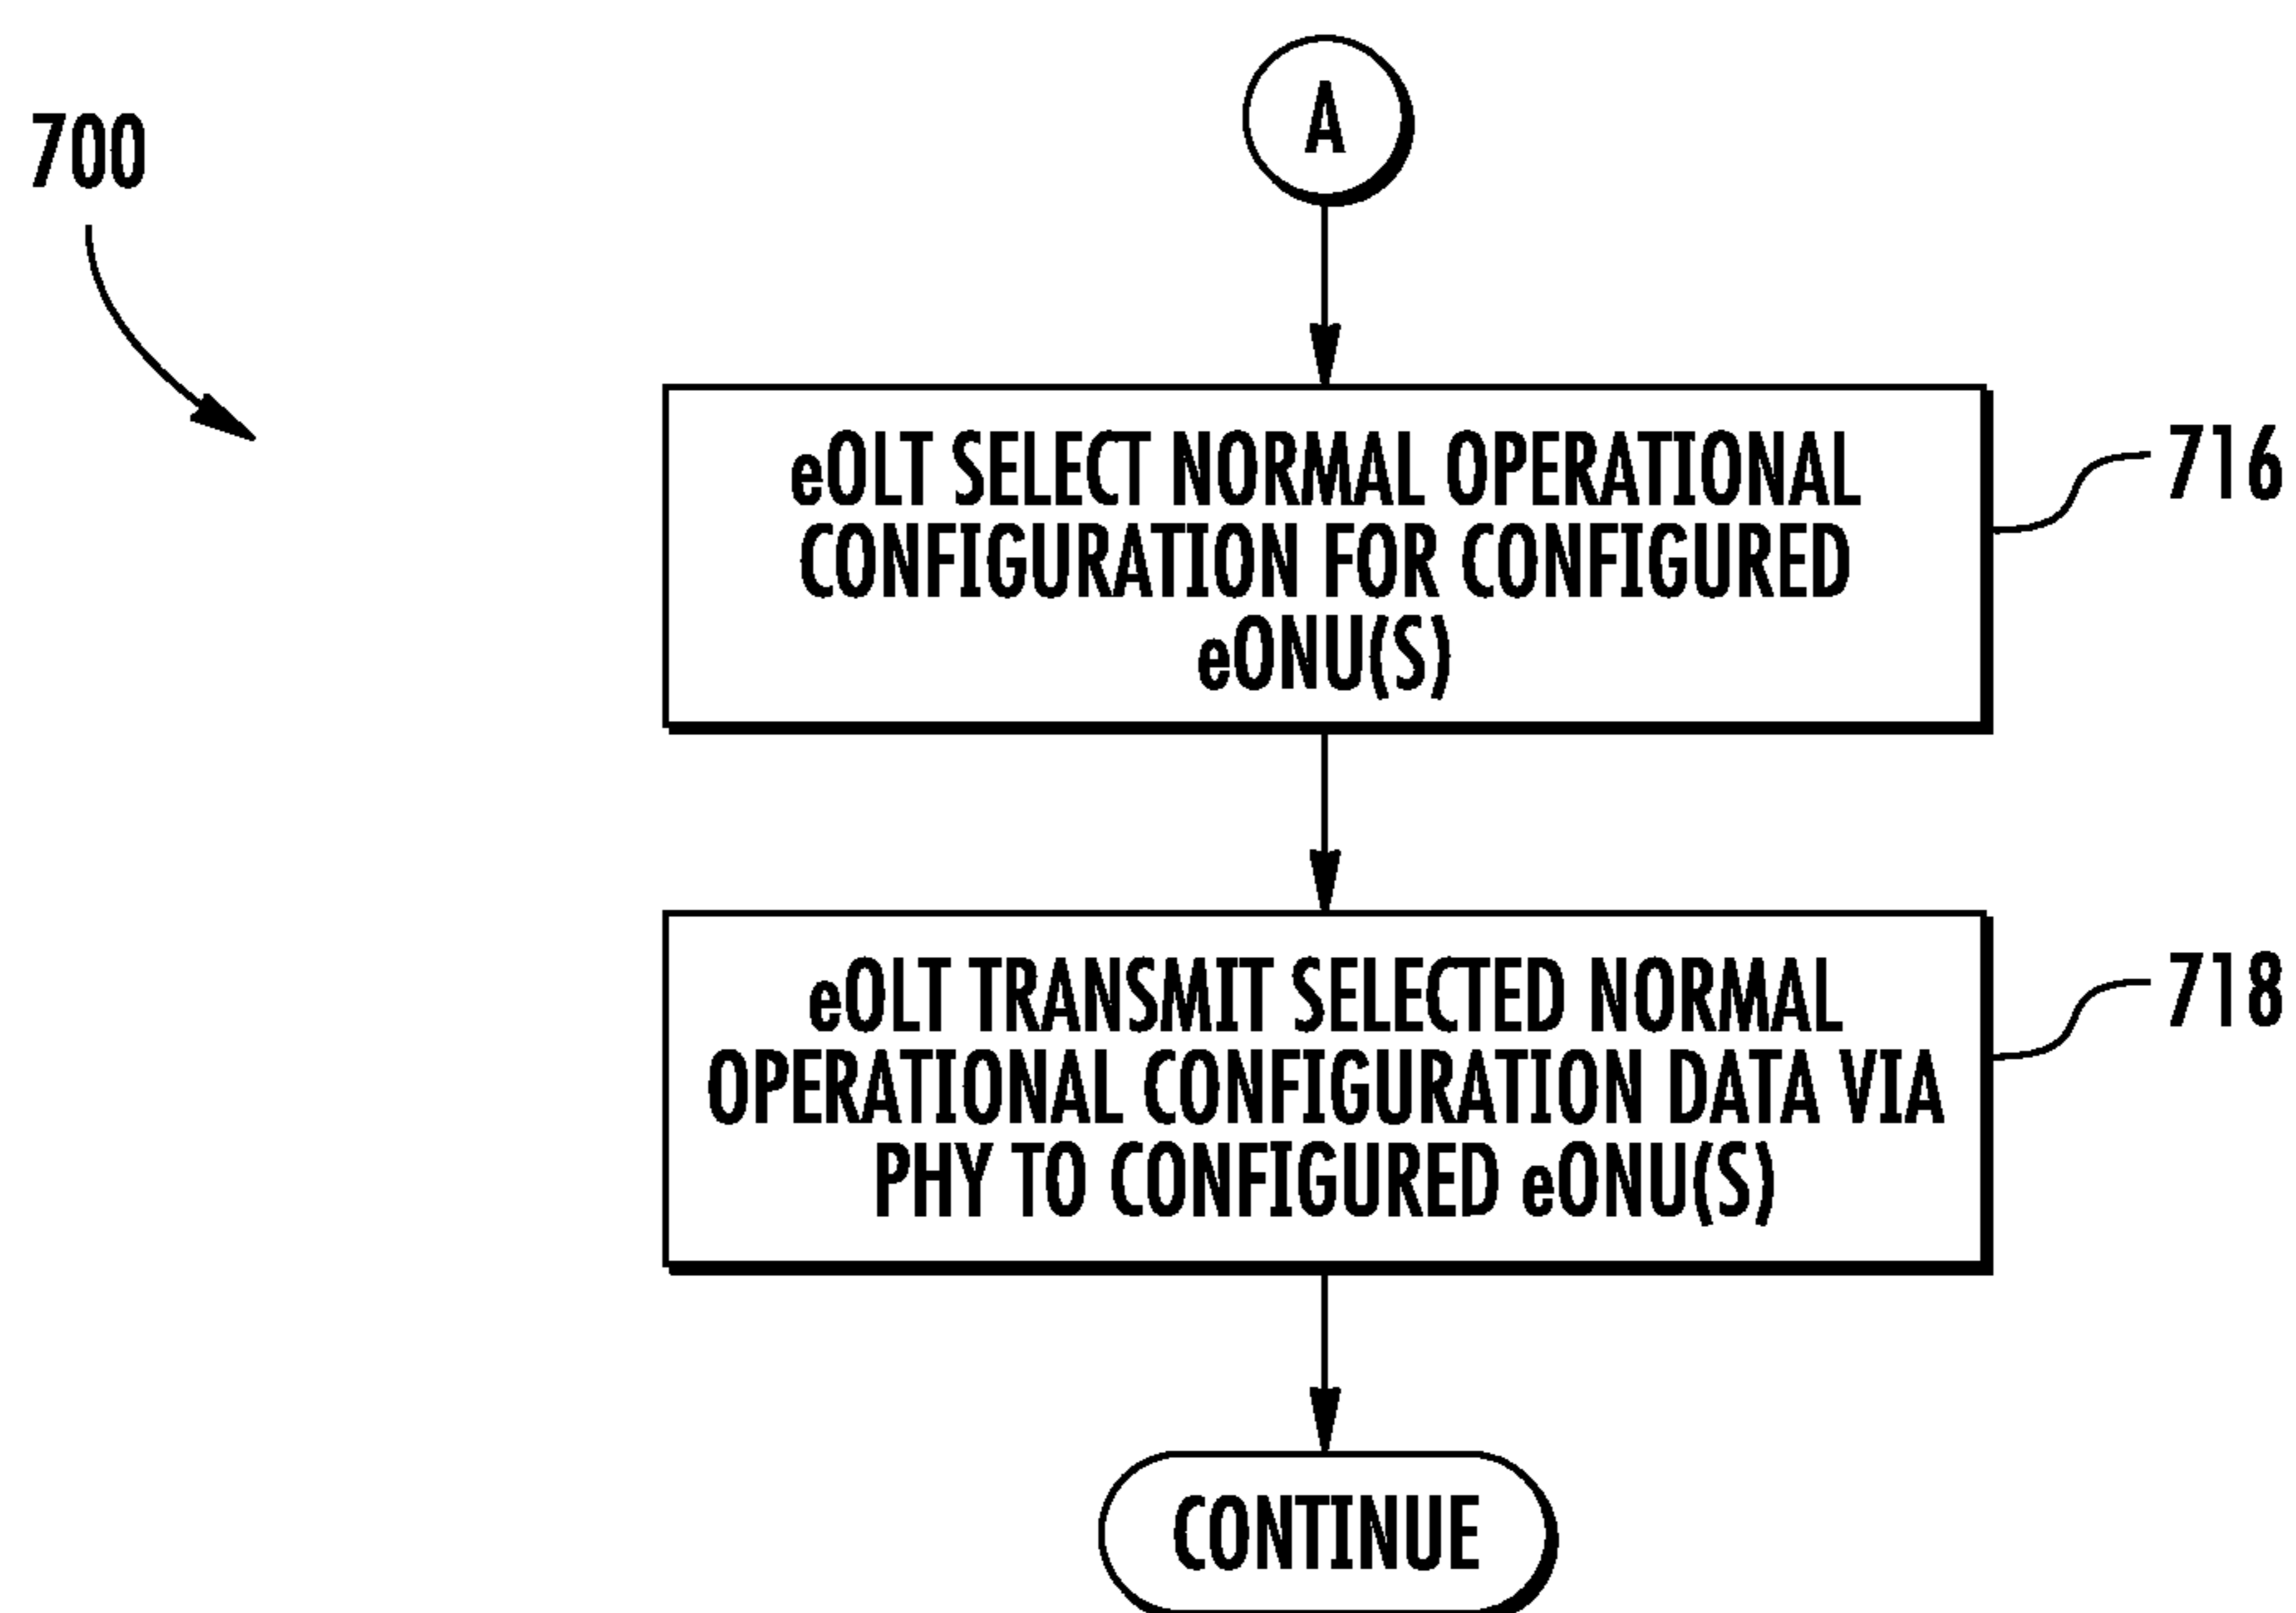 A
700
eOLT SELECT NORMAL OPERATIONAL
CONFIGURATION FOR CONFIGURED
eONU(S)
716
eOLT TRANSMIT SELECTED NORMAL
OPERATIONAL CONFIGURATION DATA VIA
PHY TO CONFIGURED eONU(S)
718
CONTINUE